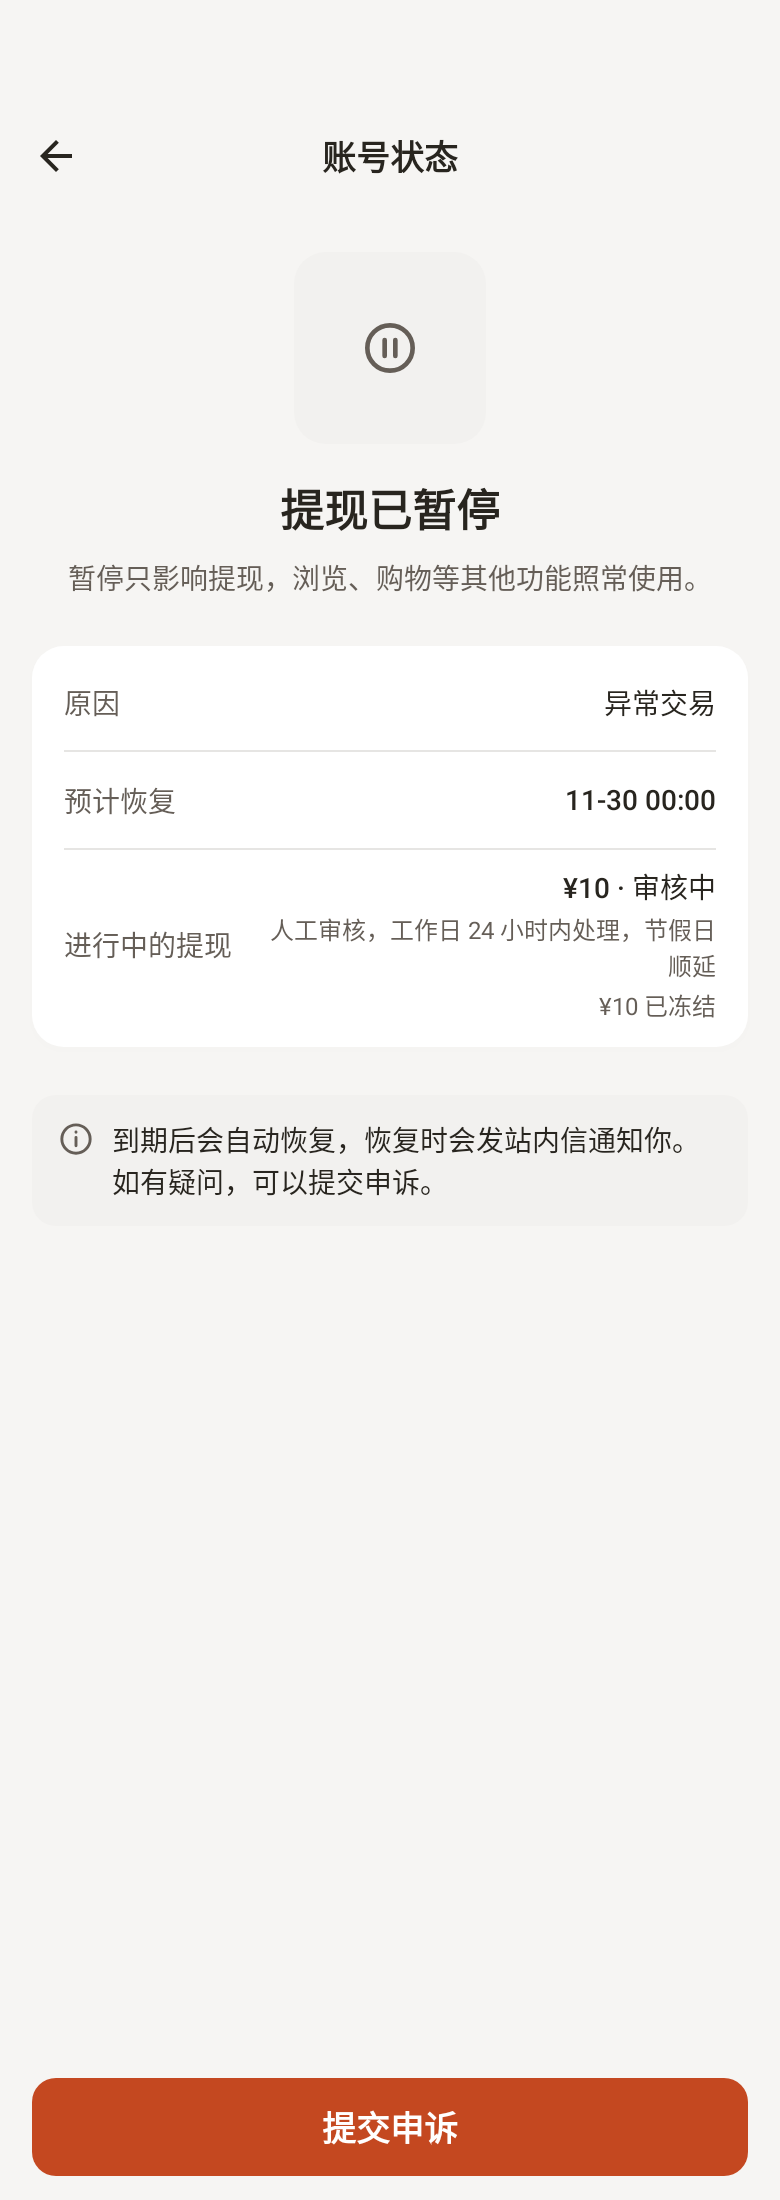 账号状态
提现已暂停
暂停只影响提现，浏览、购物等其他功能照常使用。
原因
异常交易
预计恢复
11-30 00:00
进行中的提现
¥10 · 审核中
人工审核，工作日 24 小时内处理，节假日
顺延
¥10 已冻结
到期后会自动恢复，恢复时会发站内信通知你。
如有疑问，可以提交申诉。
提交申诉